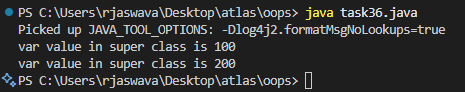 PS C:\Users\rjaswava\Desktop\atlas\oops> java task36.java
Picked up JAVA_TOOL_OPTIONS: -Dlog4j2.formatMsgNoLookups=true
var value in super class is 100
var value in super class is 200
PS C:\Users\rjaswava\Desktop\atlas\oops>